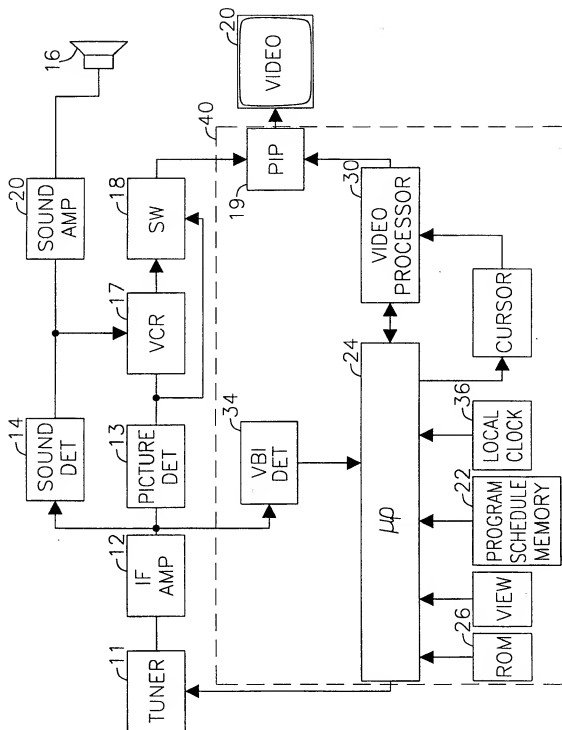 16
20
SOUND
AMP
14
SOUND
DET
18
SW
17
VCR
13
PICTURE
DET
12
IF
AMP
11
TUNER
20
VIDEO
40
19
PIP
34
VBI
DET
30
VIDEO
PROCESSOR
24
μp
CURSOR
36
LOCAL
CLOCK
22
PROGRAM
SCHEDULE
MEMORY
VIEW
26
ROM